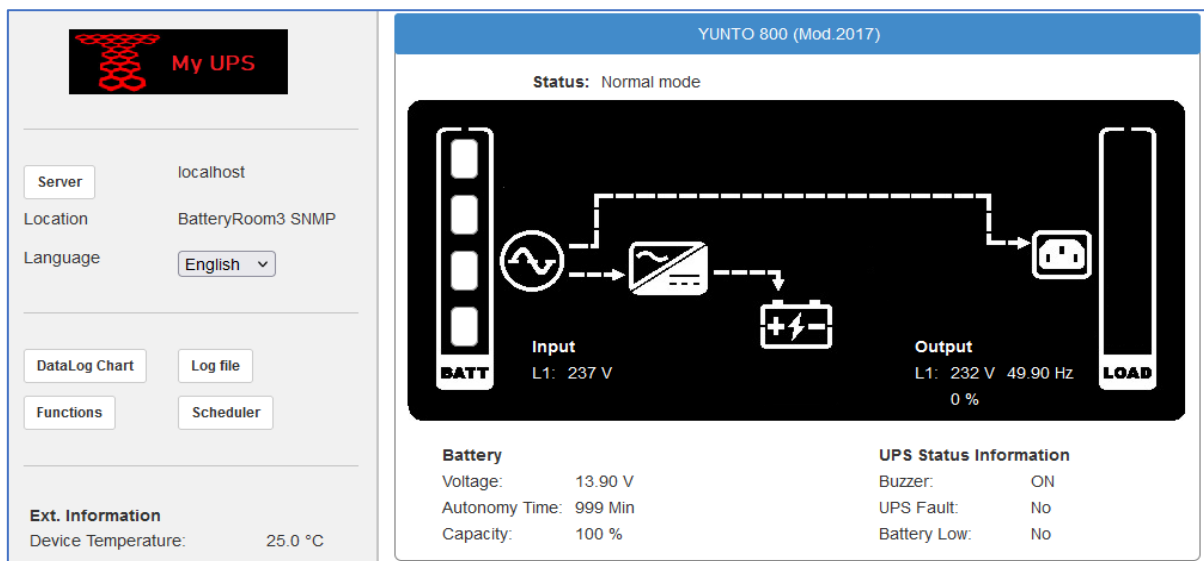 My UPS
Server localhost
Location BatteryRoom3 SNMP
Language English
DataLog Chart Log file
Functions Scheduler
Ext. Information
Device Temperature: 25.0 °C
YUNTO 800 (Mod.2017)
Status: Normal mode
BATT
Input
L1: 237 V
Output
L1: 232 V 49.90 Hz
0 %
LOAD
Battery
Voltage: 13.90 V
Autonomy Time: 999 Min
Capacity: 100 %
UPS Status Information
Buzzer: ON
UPS Fault: No
Battery Low: No